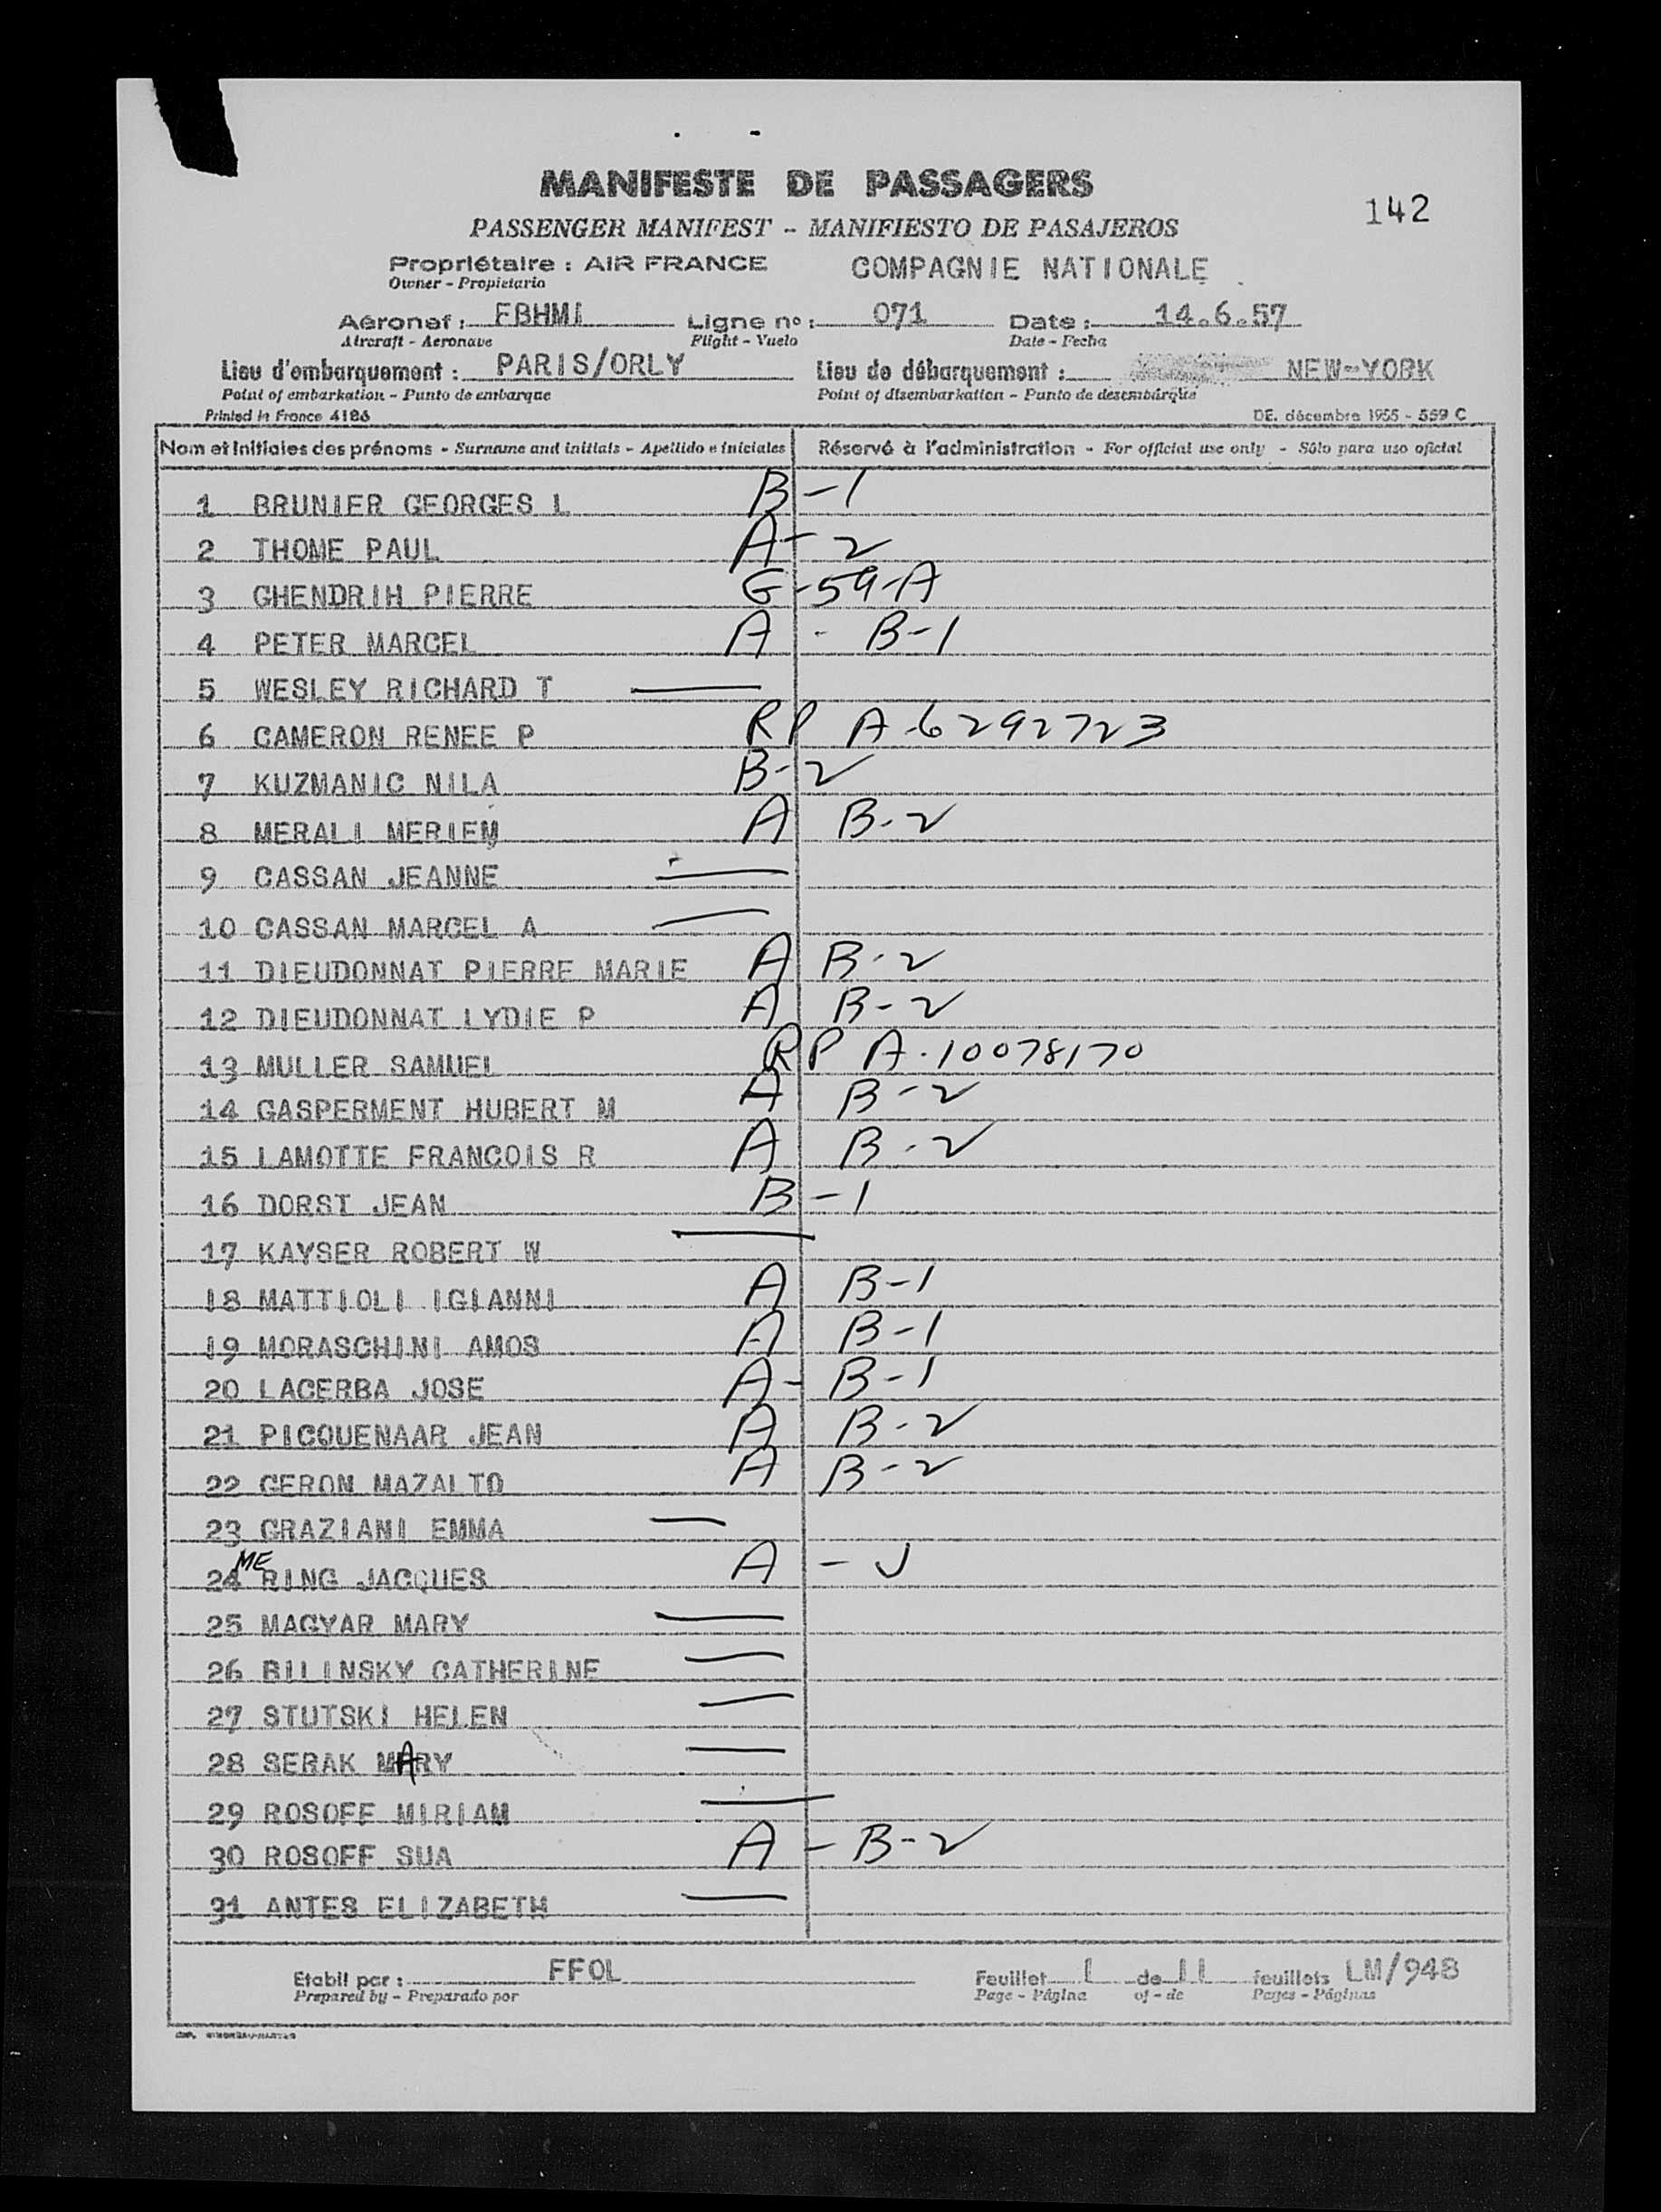 MANIFESTE DE PASSAGERS
142
PASSENGER MANIFEST - MANIFIESTO DE PASAJEROS
Propriétaire : AIR FRANCE COMPAGNIE NATIONALE
Owner - Propietario
Aéronef : FBHMI Ligne n° : 071 Date : 14.6.57
Aircraft - Aeronave Flight - Vuelo Date - Fecha
Lieu d'embarquement : PARIS/ORLY Lieu de débarquement : NEW-YORK
Point of embarkation - Punto de embarque Point of disembarkation - Punto de desembarque
Printed in France 4186 DE. décembre 1955 - 559 C
Nom et initiales des prénoms - Surname and initials - Apellido e iniciales Réservé à l'administration - For official use only - Sólo para uso oficial
1 BRUNIER GEORGES L B-1
2 THOME PAUL A-2
3 GHENDRIH PIERRE G-59-A
4 PETER MARCEL A - B-1
5 WESLEY RICHARD T —
6 CAMERON RENEE P RP A-6292723
7 KUZMANIC NILA B-2
8 MERALI MERIEM A B-2
9 CASSAN JEANNE —
10 CASSAN MARCEL A —
11 DIEUDONNAT PIERRE MARIE A B-2
12 DIEUDONNAT LYDIE P A B-2
13 MULLER SAMUEL RP A-10078170
14 GASPERMENT HUBERT M A B-2
15 LAMOTTE FRANCOIS R A B-2
16 DORST JEAN B-1
17 KAYSER ROBERT W —
18 MATTIOLI IGIANNI A B-1
19 MORASCHINI AMOS A B-1
20 LACERBA JOSE A- B-1
21 PICQUENAAR JEAN A B-2
22 GERON MAZALTO A B-2
23 GRAZIANI EMMA —
24 MERING JACQUES A - J
25 MAGYAR MARY —
26 BILINSKY CATHERINE —
27 STUTSKI HELEN —
28 SEBAK MARY —
29 ROSOFF MIRIAM —
30 ROSOFF SUA A - B-2
31 ANTES ELIZABETH —
Etabli par : FFOL Feuillet I de II feuillets LM/948
Prepared by - Preparado por Page - Página of - de Pages - Páginas